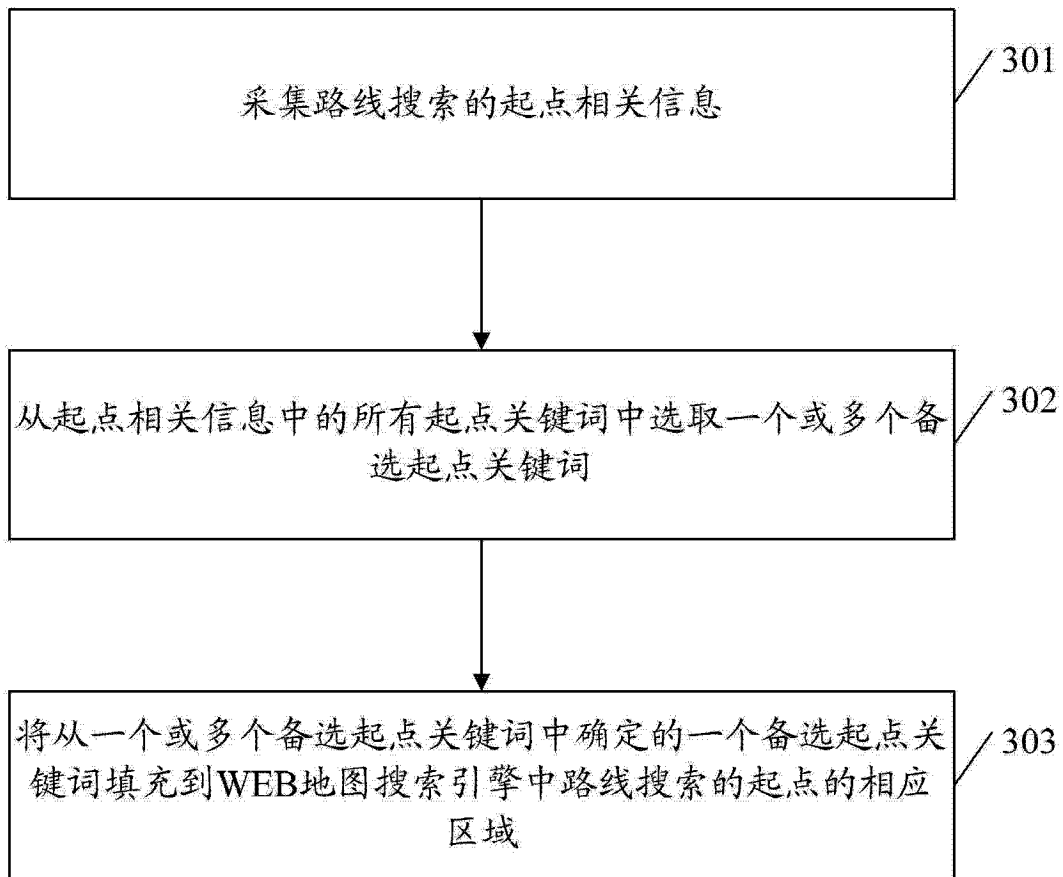 采集路线搜索的起点相关信息
301
从起点相关信息中的所有起点关键词中选取一个或多个备
选起点关键词
302
将从一个或多个备选起点关键词中确定的一个备选起点关
键词填充到WEB地图搜索引擎中路线搜索的起点的相应
区域
303